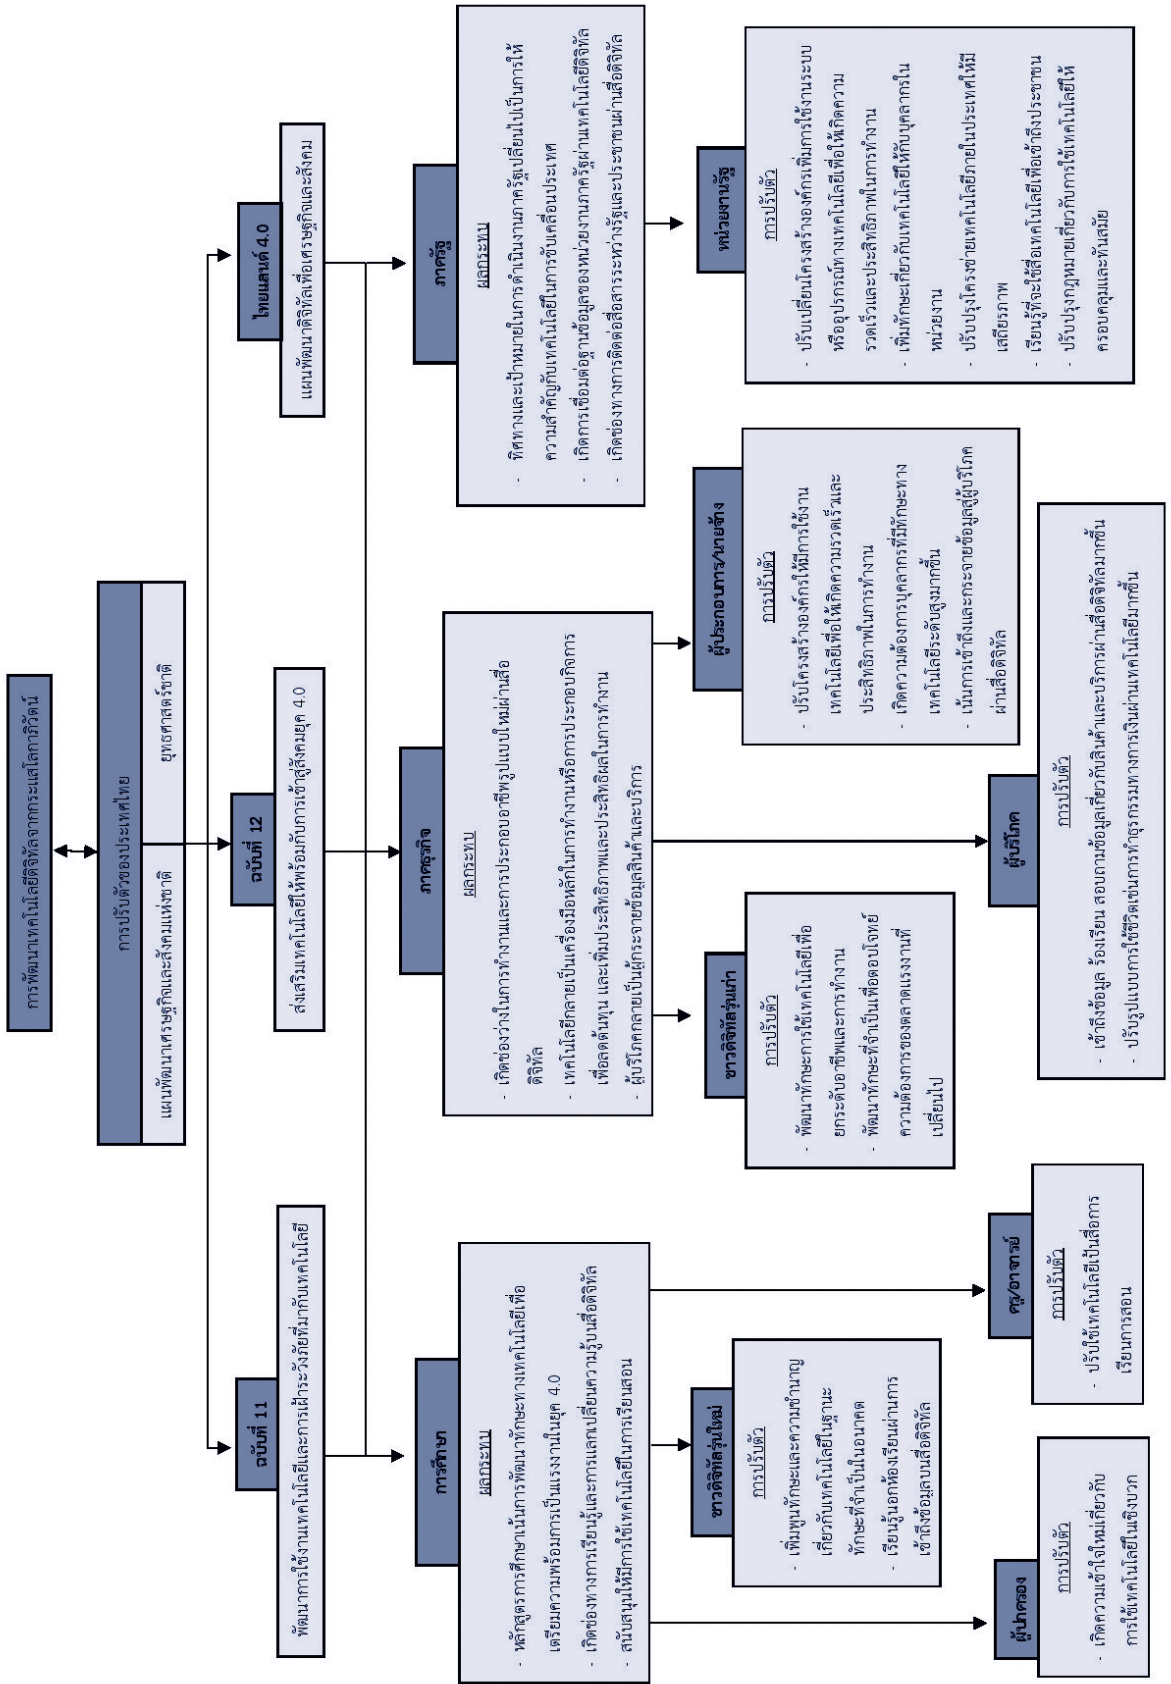 การพัฒนาเทคโนโลยีดิจิทัลจากกระแสโลกาภิวัตน์
การปรับตัวของประเทศไทย
แผนพัฒนาเศรษฐกิจและสังคมแห่งชาติ
ยุทธศาสตร์ชาติ
ฉบับที่ 11
พัฒนาการใช้งานเทคโนโลยีและการเฝ้าระวังภัยที่มากับเทคโนโลยี
ฉบับที่ 12
ส่งเสริมเทคโนโลยีให้พร้อมกับการเข้าสู่สังคมยุค 4.0
ไทยแลนด์ 4.0
แผนพัฒนาดิจิทัลเพื่อเศรษฐกิจและสังคม
การศึกษา
ผลกระทบ
- หลักสูตรการศึกษาเน้นการพัฒนาทักษะทางเทคโนโลยีเพื่อ
เตรียมความพร้อมการเป็นแรงงานในยุค 4.0
- เกิดช่องทางการเรียนรู้และการแลกเปลี่ยนความรู้บนสื่อดิจิทัล
- สนับสนุนให้มีการใช้เทคโนโลยีในการเรียนสอน
ภาคธุรกิจ
ผลกระทบ
- เกิดช่องว่างในการทำงานและการประกอบอาชีพรูปแบบใหม่ผ่านสื่อ
ดิจิทัล
- เทคโนโลยีกลายเป็นเครื่องมือหลักในการทำงานหรือการประกอบกิจการ
เพื่อลดต้นทุน และเพิ่มประสิทธิภาพและประสิทธิผลในการทำงาน
- ผู้บริโภคกลายเป็นผู้กระจายข้อมูลสินค้าและบริการ
ภาครัฐ
ผลกระทบ
- ทิศทางและเป้าหมายในการดำเนินงานภาครัฐเปลี่ยนไปเป็นการให้
ความสำคัญกับเทคโนโลยีในการขับเคลื่อนประเทศ
- เกิดการเชื่อมต่อฐานข้อมูลของหน่วยงานภาครัฐผ่านเทคโนโลยีดิจิทัล
- เกิดช่องทางการติดต่อสื่อสารระหว่างรัฐและประชาชนผ่านสื่อดิจิทัล
ผู้ปกครอง
การปรับตัว
- เกิดความเข้าใจใหม่เกี่ยวกับ
การใช้เทคโนโลยีในเชิงบวก
ชาวดิจิทัลรุ่นใหม่
การปรับตัว
- เพิ่มพูนทักษะและความชำนาญ
เกี่ยวกับเทคโนโลยีในฐานะ
ทักษะที่จำเป็นในอนาคต
- เรียนรู้นอกห้องเรียนผ่านการ
เข้าถึงข้อมูลบนสื่อดิจิทัล
ครู/อาจารย์
การปรับตัว
- ปรับใช้เทคโนโลยีเป็นสื่อการ
เรียนการสอน
ชาวดิจิทัลรุ่นเก่า
การปรับตัว
- พัฒนาทักษะการใช้เทคโนโลยีเพื่อ
ยกระดับอาชีพและการทำงาน
- พัฒนาทักษะที่จำเป็นเพื่อตอบโจทย์
ความต้องการของตลาดแรงงานที่
เปลี่ยนไป
ผู้บริโภค
การปรับตัว
- เข้าถึงข้อมูล ร้องเรียน สอบถามข้อมูลเกี่ยวกับสินค้าและบริการผ่านสื่อดิจิทัลมากขึ้น
- ปรับรูปแบบการใช้ชีวิตเช่นการทำธุรกรรมทางการเงินผ่านเทคโนโลยีมากขึ้น
ผู้ประกอบการ/นายจ้าง
การปรับตัว
- ปรับโครงสร้างองค์กรให้มีการใช้งาน
เทคโนโลยีเพื่อให้เกิดความรวดเร็วและ
ประสิทธิภาพในการทำงาน
- เกิดความต้องการบุคลากรที่มีทักษะทาง
เทคโนโลยีระดับสูงมากขึ้น
- เน้นการเข้าถึงและกระจายข้อมูลสู่ผู้บริโภค
ผ่านสื่อดิจิทัล
หน่วยงานรัฐ
การปรับตัว
- ปรับเปลี่ยนโครงสร้างองค์กรเพิ่มการใช้งานระบบ
หรืออุปรกรณ์ทางเทคโนโลยีเพื่อให้เกิดความ
รวดเร็วและประสิทธิภาพในการทำงาน
- เพิ่มทักษะเกี่ยวกับเทคโนโลยีให้กับบุคลากรใน
หน่วยงาน
- ปรับปรุงโครงข่ายเทคโนโลยีภายในประเทศให้มี
เสถียรภาพ
- เรียนรู้ที่จะใช้สื่อเทคโนโลยีเพื่อเข้าถึงประชาชน
- ปรับปรุงกฎหมายเกี่ยวกับการใช้เทคโนโลยีให้
ครอบคลุมและทันสมัย